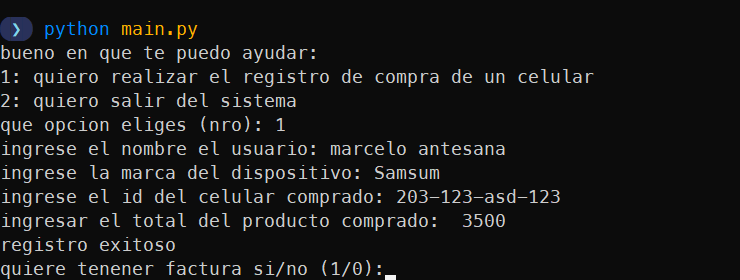 ❯ python main.py
bueno en que te puedo ayudar:
1: quiero realizar el registro de compra de un celular
2: quiero salir del sistema
que opcion eliges (nro): 1
ingrese el nombre el usuario: marcelo antesana
ingrese la marca del dispositivo: Samsum
ingrese el id del celular comprado: 203-123-asd-123
ingresar el total del producto comprado:  3500
registro exitoso
quiere tenener factura si/no (1/0):